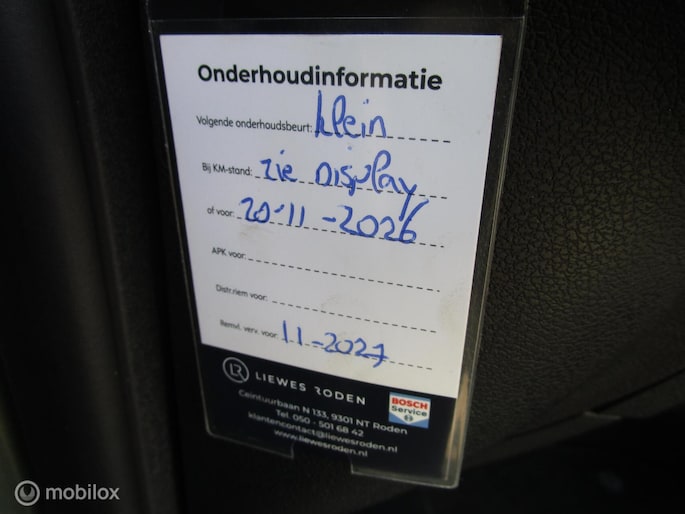 Onderhoudinformatie
Volgende onderhoudsbeurt: klein
Bij KM-stand: zie Display
of voor: 20-11-2026
APK voor:
Distr.riem voor:
Remvl. verv. voor: 11-2027
LR LIEWES RODEN
BOSCH
Service
Ceintuurbaan N 133, 9301 NT Roden
Tel. 050 - 501 68 42
klantencontact@liewesroden.nl
www.liewesroden.nl
mobilox